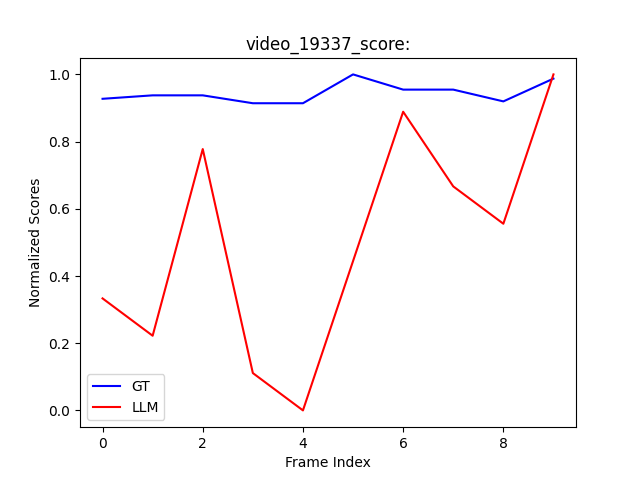 video_19337_score:
Normalized Scores
1.0
0.8
0.6
0.4
0.2
0.0
GT
LLM
0 2 4 6 8
Frame Index